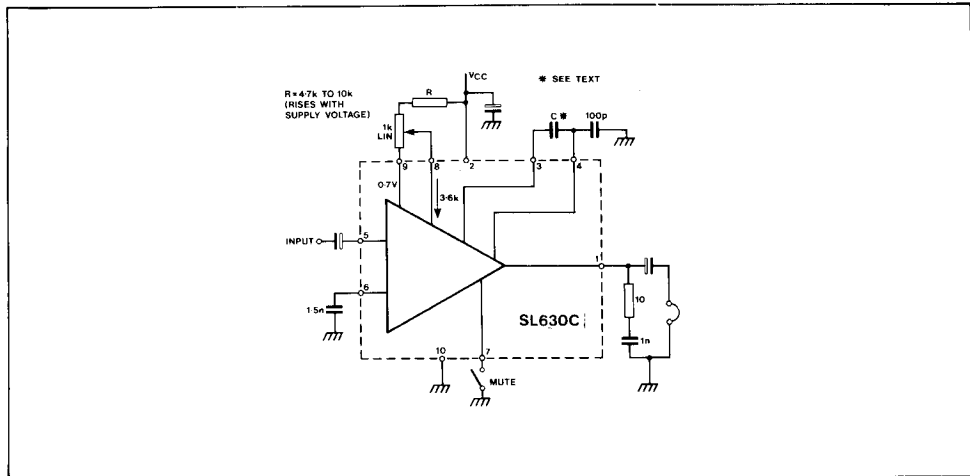 R = 4·7k TO 10k
(RISES WITH
SUPPLY VOLTAGE)
R
VCC
* SEE TEXT
1k
LIN
C *
100p
9
8
2
3
4
0·7V
3·6k
INPUT
5
6
1·5n
1
10
1n
SL630C
10
7
MUTE